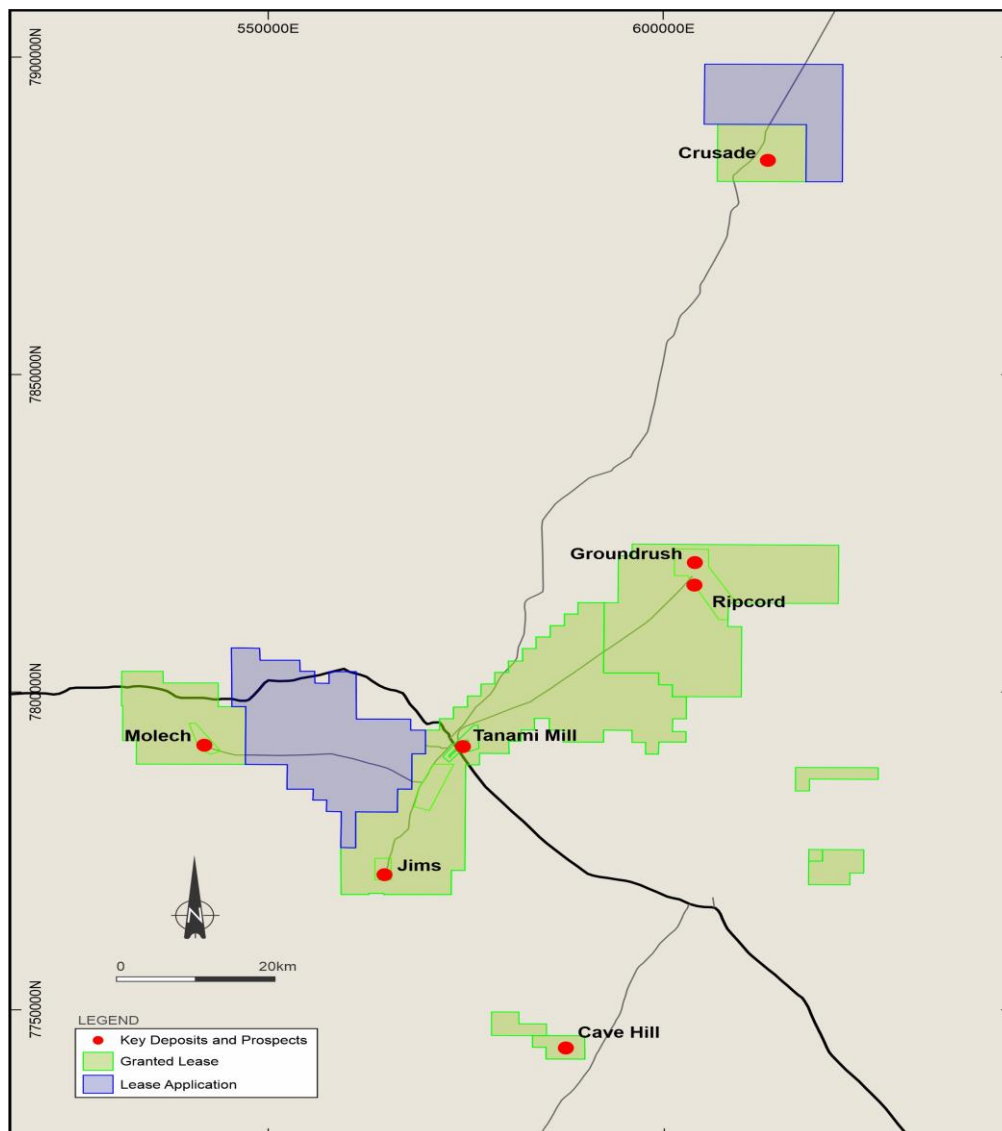 550000E
600000E
7900000N
Crusade
7850000N
Groundrush
Ripcord
7800000N
Molech
Tanani Mill
Jims
N
0 20km
7750000N
LEGEND
Key Deposits and Prospects
Granted Lease
Lease Application
Cave Hill